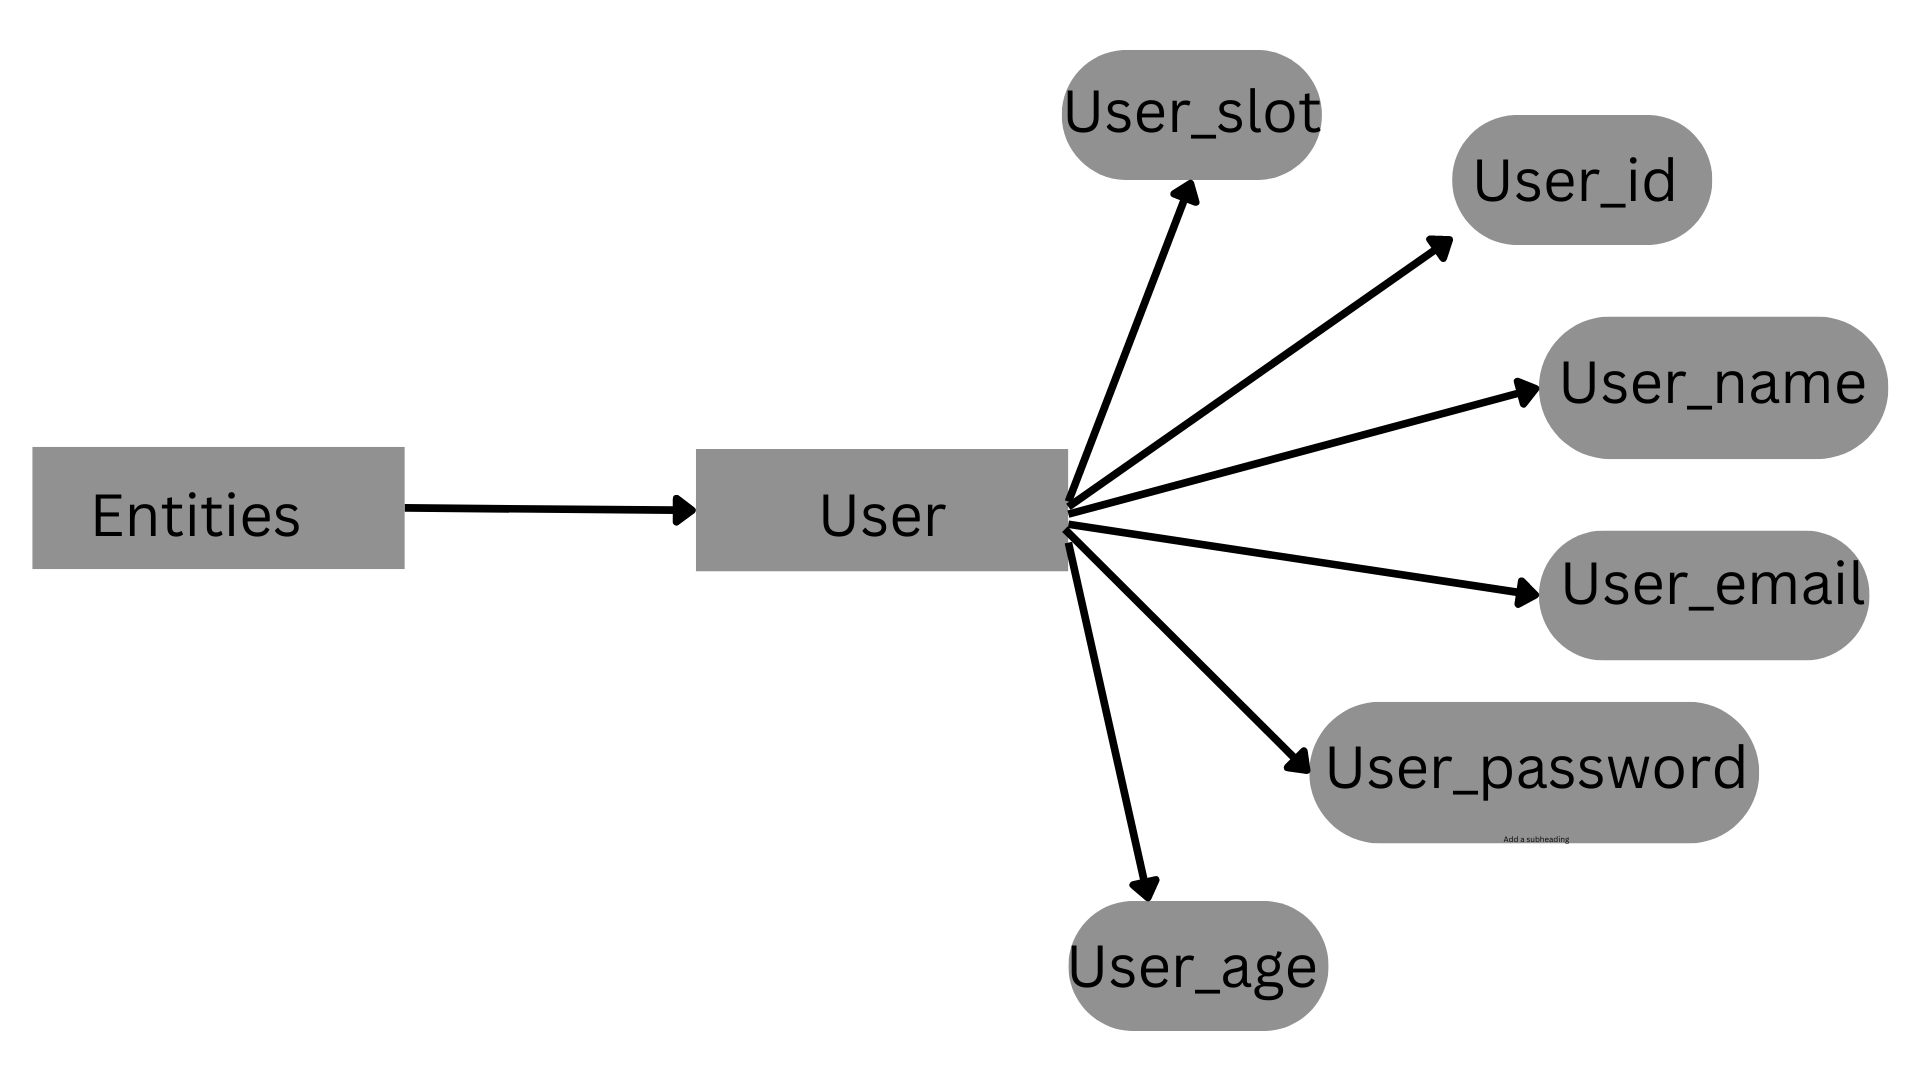 User_slot
User_id
User_name
Entities
User
User_email
User_password
Add a subheading
User_age